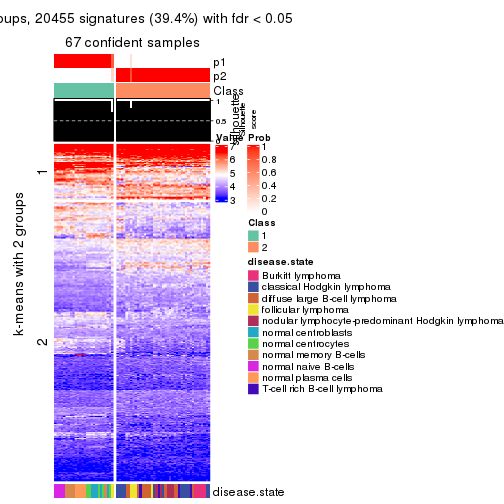 oups, 20455 signatures (39.4%) with fdr < 0.05
67 confident samples
p1
p2
Class
1
0.5
0
silhouette
score
1
2
k-means with 2 groups
Value
7
6
5
4
3
Prob
1
0.8
0.6
0.4
0.2
0
Class
1
2
disease.state
Burkitt lymphoma
classical Hodgkin lymphoma
diffuse large B-cell lymphoma
follicular lymphoma
nodular lymphocyte-predominant Hodgkin lymphoma
normal centroblasts
normal centrocytes
normal memory B-cells
normal naive B-cells
normal plasma cells
T-cell rich B-cell lymphoma
disease.state